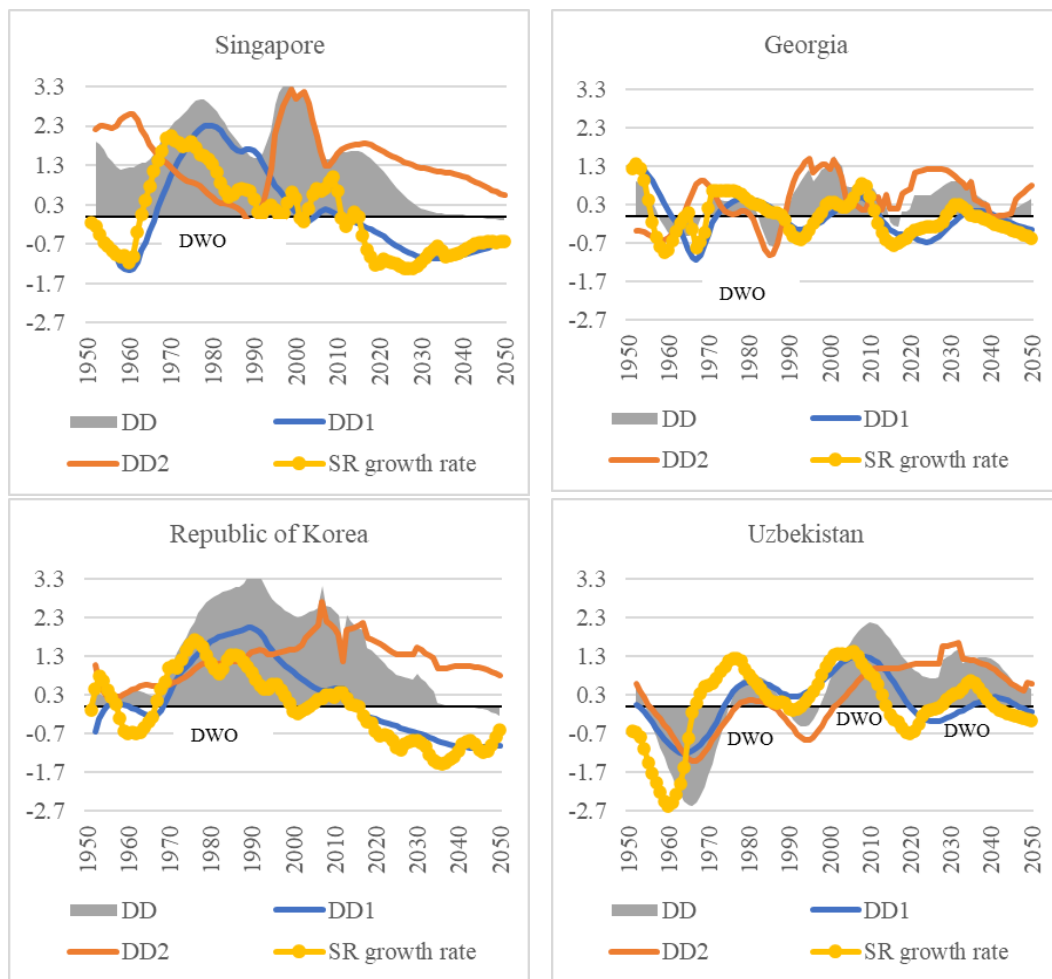 Singapore
3.3
2.3
1.3
0.3
-0.7
-1.7
-2.7
DWO
1950 1960 1970 1980 1990 2000 2010 2020 2030 2040 2050
DD DD1
DD2 SR growth rate
Georgia
3.3
2.3
1.3
0.3
-0.7
-1.7
-2.7
DWO
1950 1960 1970 1980 1990 2000 2010 2020 2030 2040 2050
DD DD1
DD2 SR growth rate
Republic of Korea
3.3
2.3
1.3
0.3
-0.7
-1.7
-2.7
DWO
1950 1960 1970 1980 1990 2000 2010 2020 2030 2040 2050
DD DD1
DD2 SR growth rate
Uzbekistan
3.3
2.3
1.3
0.3
-0.7
-1.7
-2.7
DWO DWO DWO
1950 1960 1970 1980 1990 2000 2010 2020 2030 2040 2050
DD DD1
DD2 SR growth rate